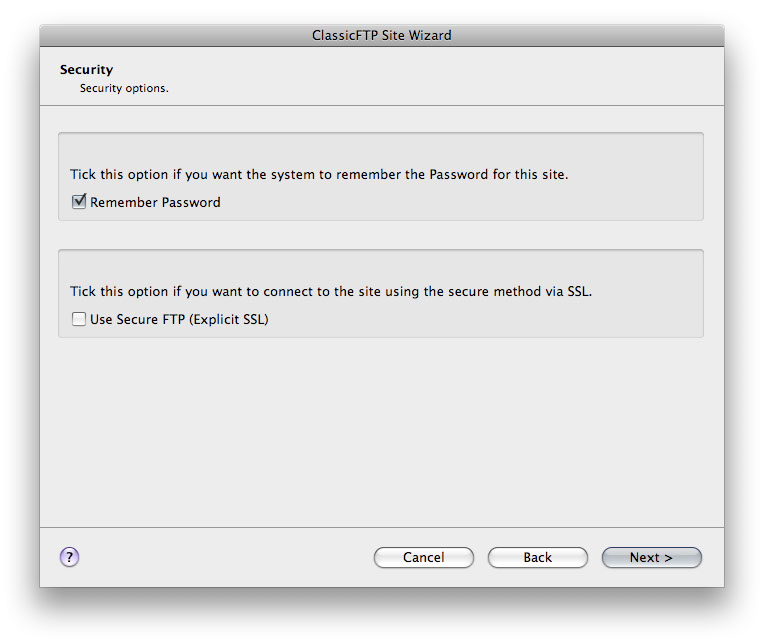 ClassicFTP Site Wizard
Security
Security options.
Tick this option if you want the system to remember the Password for this site.
Remember Password
Tick this option if you want to connect to the site using the secure method via SSL.
Use Secure FTP (Explicit SSL)
? Cancel Back Next >